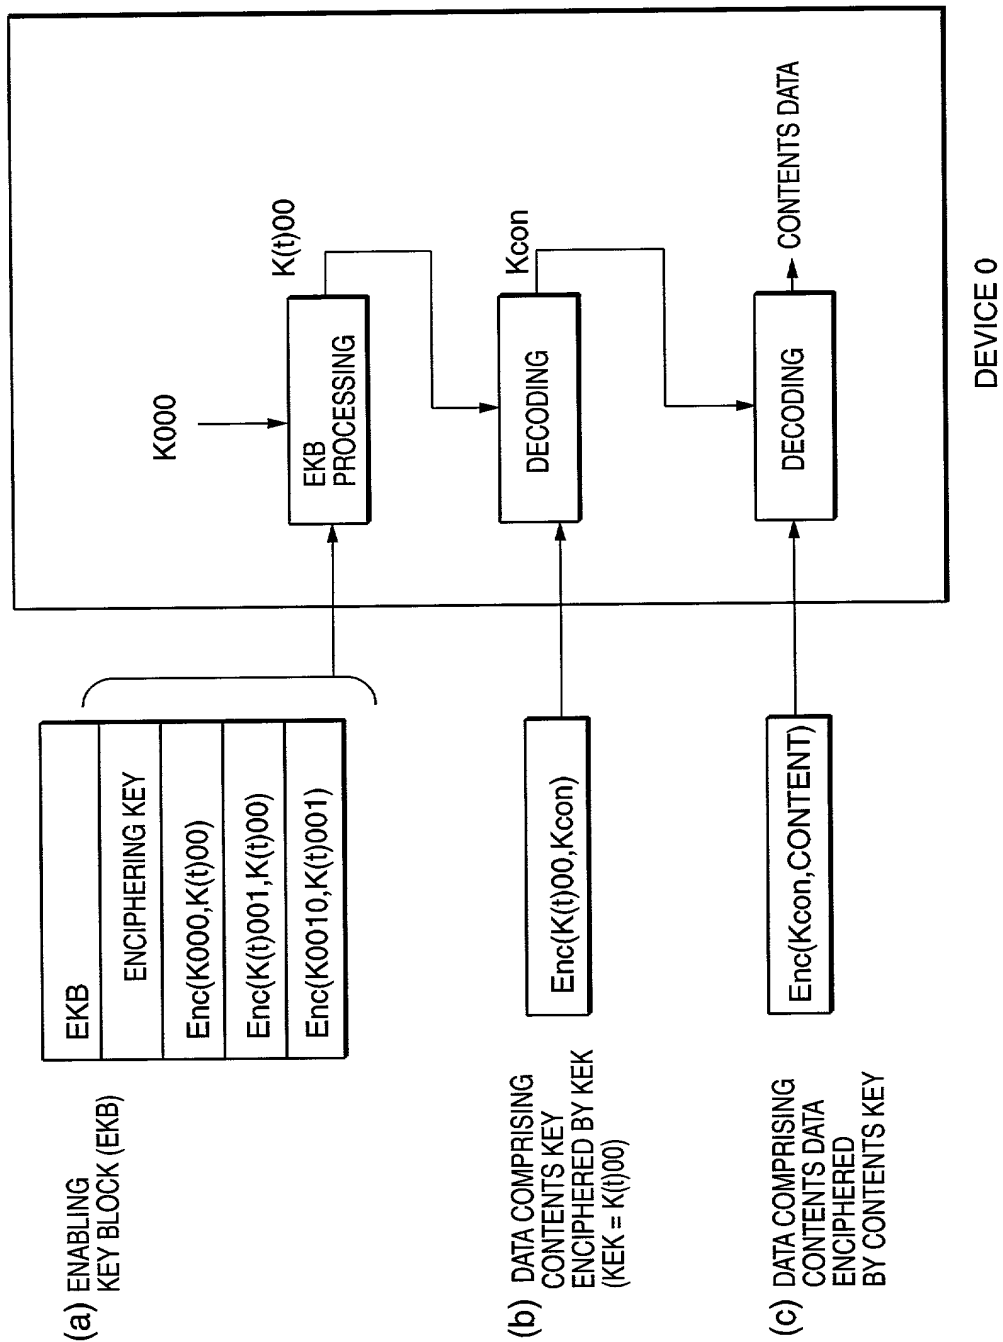 (a) ENABLING
KEY BLOCK (EKB)
EKB
ENCIPHERING KEY
Enc(K000,K(t)00)
Enc(K(t)001,K(t)00)
Enc(K0010,K(t)001)
K000
EKB
PROCESSING
K(t)00
(b) DATA COMPRISING
CONTENTS KEY
ENCIPHERED BY KEK
(KEK = K(t)00)
Enc(K(t)00,Kcon)
DECODING
Kcon
(c) DATA COMPRISING
CONTENTS DATA
ENCIPHERED
BY CONTENTS KEY
Enc(Kcon,CONTENT)
DECODING
CONTENTS DATA
DEVICE 0